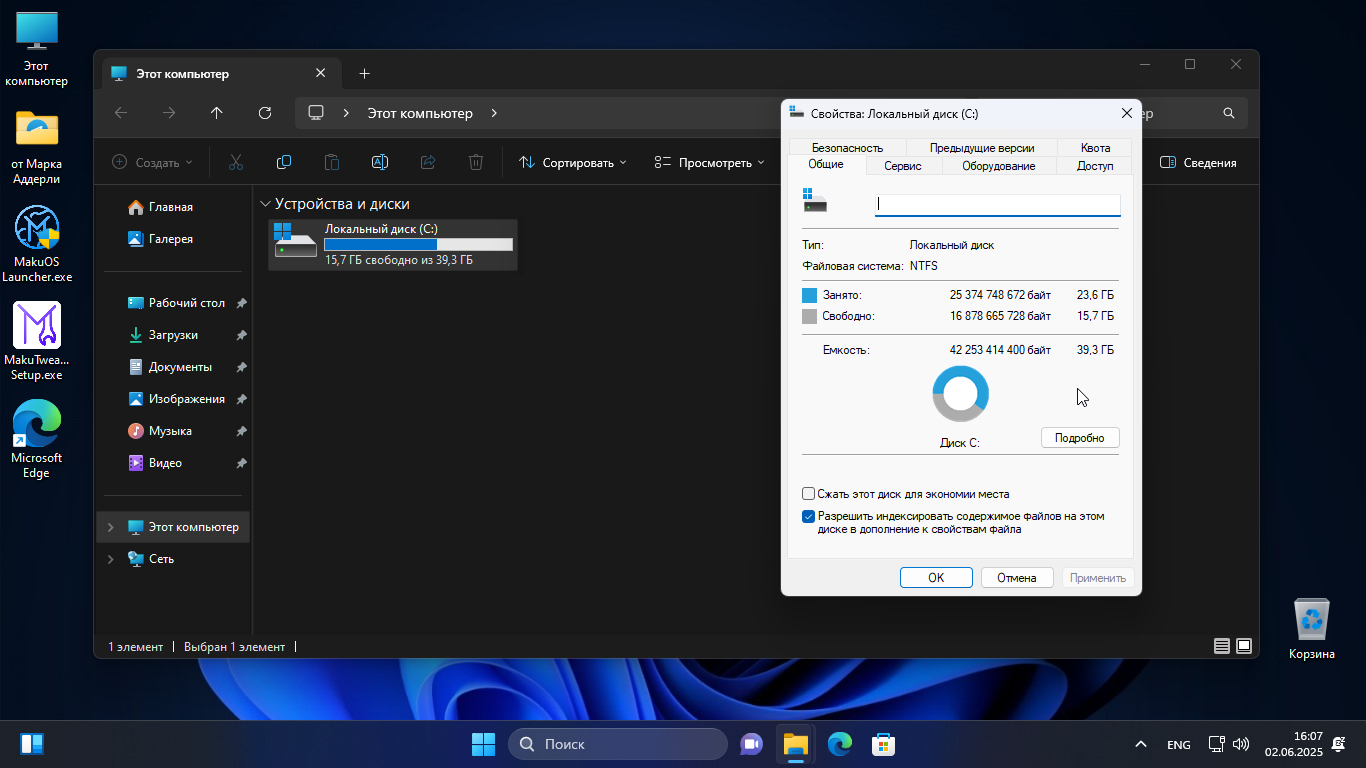 Этот
компьютер
от Марка
Аддерли
MakuOS
Launcher.exe
MakuTwea...
Setup.exe
Microsoft
Edge
Этот компьютер
Этот компьютер
ер
Создать
Сортировать
Просмотреть
Сведения
Главная
Галерея
Рабочий стол
Загрузки
Документы
Изображения
Музыка
Видео
Этот компьютер
Сеть
Устройства и диски
Локальный диск (C:)
15,7 ГБ свободно из 39,3 ГБ
1 элемент
Выбран 1 элемент
Свойства: Локальный диск (C:)
Безопасность Предыдущие версии Квота
Общие Сервис Оборудование Доступ
Тип: Локальный диск
Файловая система: NTFS
Занято: 25 374 748 672 байт 23,6 ГБ
Свободно: 16 878 665 728 байт 15,7 ГБ
Емкость: 42 253 414 400 байт 39,3 ГБ
Диск C:
Подробно
Сжать этот диск для экономии места
Разрешить индексировать содержимое файлов на этом
диске в дополнение к свойствам файла
ОК Отмена Применить
Корзина
Поиск
ENG
16:07
02.06.2025